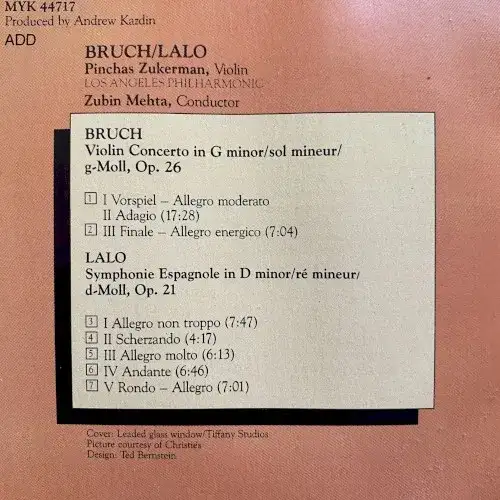 MYK 44717
Produced by Andrew Kazdin
ADD
BRUCH/LALO
Pinchas Zukerman, Violin
LOS ANGELES PHILHARMONIC
Zubin Mehta, Conductor
BRUCH
Violin Concerto in G minor/sol mineur/
g-Moll, Op. 26
1 I Vorspiel – Allegro moderato
II Adagio (17:28)
2 III Finale – Allegro energico (7:04)
LALO
Symphonie Espagnole in D minor/ré mineur/
d-Moll, Op. 21
3 I Allegro non troppo (7:47)
4 II Scherzando (4:17)
5 III Allegro molto (6:13)
6 IV Andante (6:46)
7 V Rondo – Allegro (7:01)
Cover: Leaded glass window/Tiffany Studios
Picture courtesy of Christie's
Design: Ted Bernstein